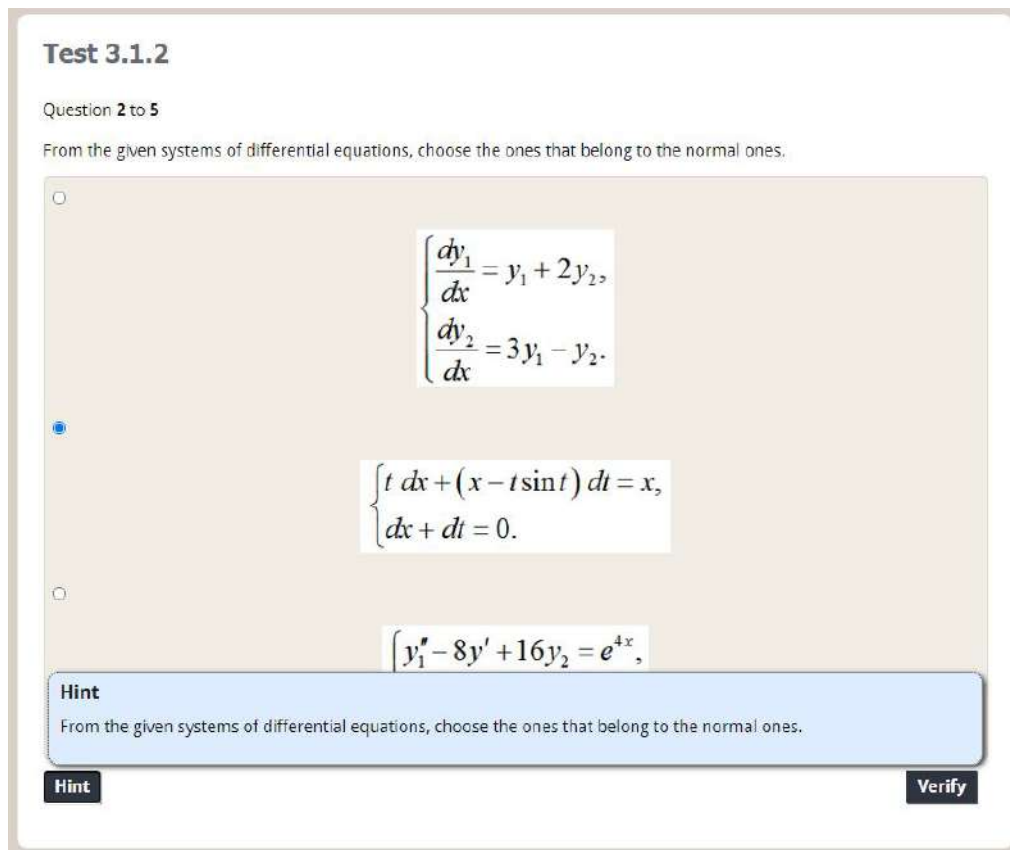 Test 3.1.2
Question 2 to 5
From the given systems of differential equations, choose the ones that belong to the normal ones.
dy₁/dx = y₁ + 2y₂,
dy₂/dx = 3y₁ − y₂.
t dx + (x − t sin t) dt = x,
dx + dt = 0.
y₁″ − 8y′ + 16y₂ = e⁴ˣ,
Hint
From the given systems of differential equations, choose the ones that belong to the normal ones.
Hint
Verify